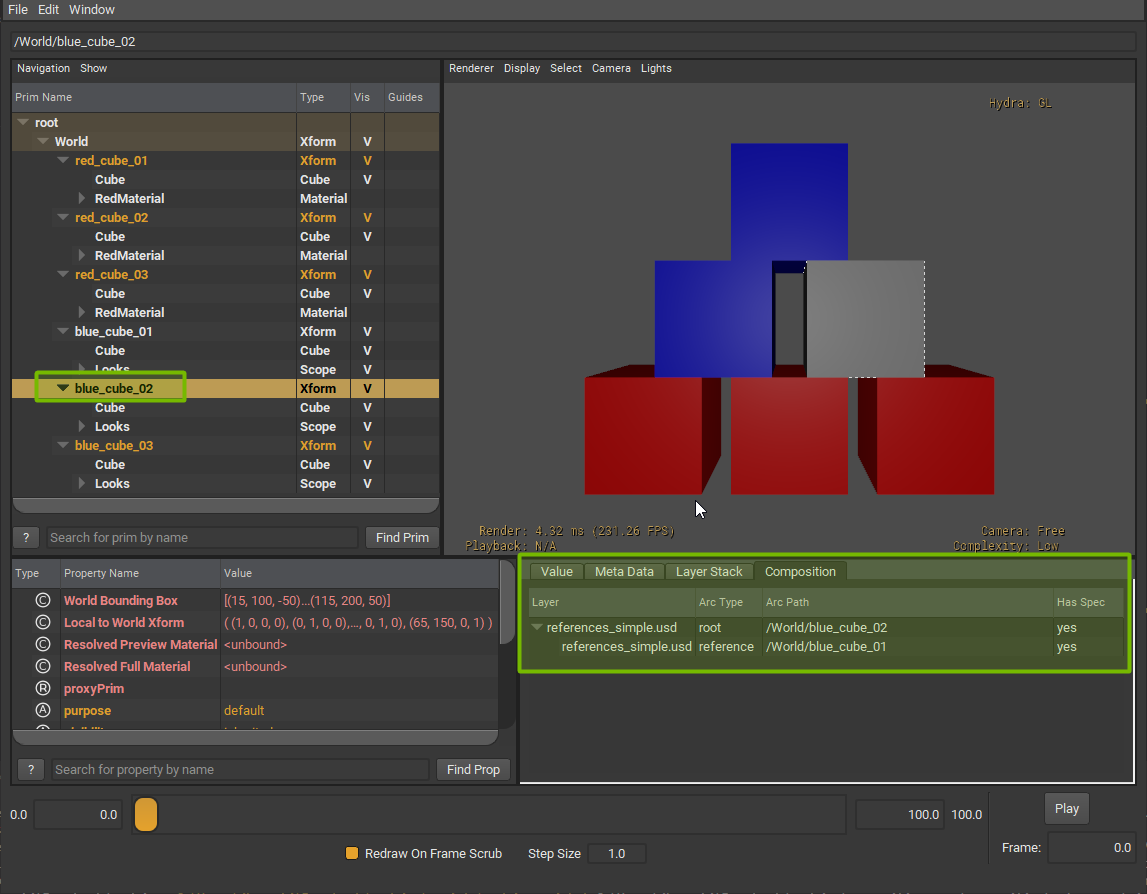 File Edit Window
/World/blue_cube_02
Navigation Show
Prim Name Type Vis Guides
root
World Xform V
red_cube_01 Xform V
Cube Cube V
RedMaterial Material
red_cube_02 Xform V
Cube Cube V
RedMaterial Material
red_cube_03 Xform V
Cube Cube V
RedMaterial Material
blue_cube_01 Xform V
Cube Cube V
Looks Scope V
blue_cube_02 Xform V
Cube Cube V
Looks Scope V
blue_cube_03 Xform V
Cube Cube V
Looks Scope V
? Search for prim by name Find Prim
Renderer Display Select Camera Lights
Hydra: GL
Render: 4.32 ms (231.26 FPS)
Playback: N/A
Camera: Free
Complexity: Low
Type Property Name Value
C World Bounding Box [(15, 100, -50)...(115, 200, 50)]
C Local to World Xform ( (1, 0, 0, 0), (0, 1, 0, 0),..., 0, 1, 0), (65, 150, 0, 1) )
C Resolved Preview Material <unbound>
C Resolved Full Material <unbound>
R proxyPrim
A purpose default
? Search for property by name Find Prop
Value Meta Data Layer Stack Composition
Layer Arc Type Arc Path Has Spec
references_simple.usd root /World/blue_cube_02 yes
references_simple.usd reference /World/blue_cube_01 yes
0.0 0.0 100.0 100.0 Play
Redraw On Frame Scrub Step Size 1.0 Frame: 0.0